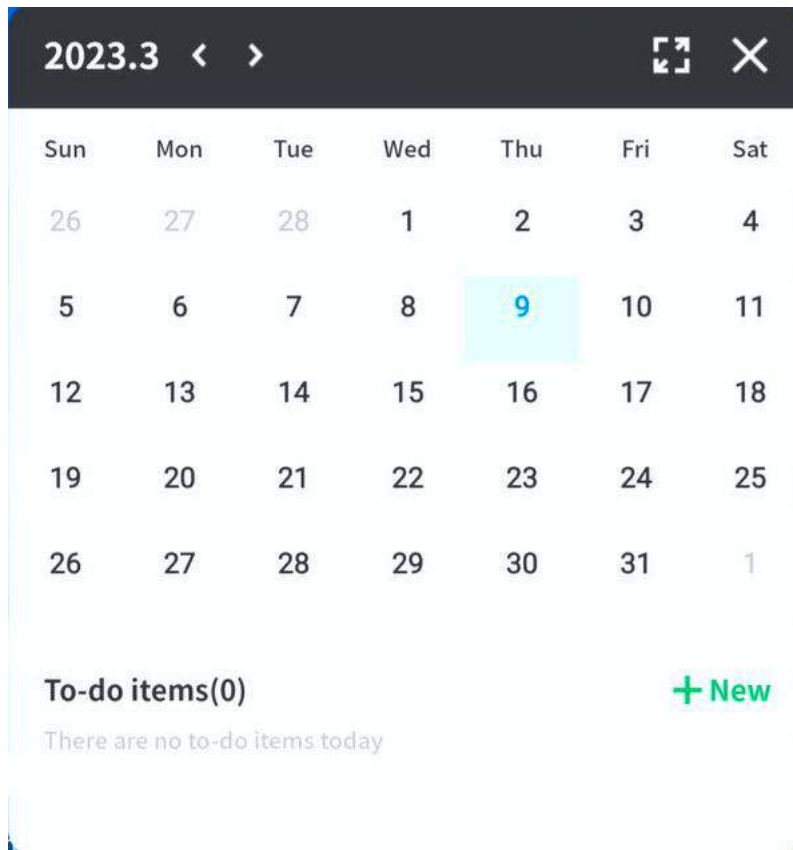 2023.3 < >
Sun Mon Tue Wed Thu Fri Sat
26 27 28 1 2 3 4
5 6 7 8 9 10 11
12 13 14 15 16 17 18
19 20 21 22 23 24 25
26 27 28 29 30 31 1
To-do items(0) + New
There are no to-do items today